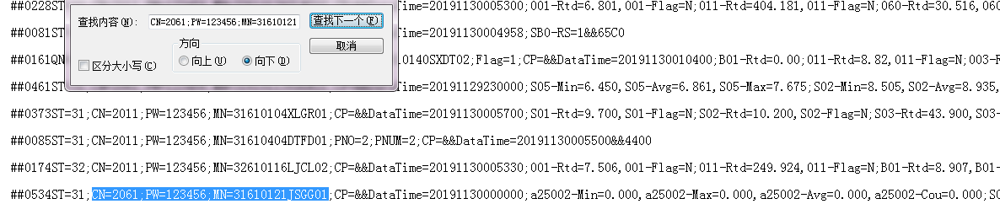 ##0228ST=
Time=20191130005300;001-Rtd=6.801,001-Flag=N;011-Rtd=404.181,011-Flag=N;060-Rtd=30.516,060
查找内容(N): CN=2061;PW=123456;MN=31610121 查找下一个(F)
##0081ST=
Time=20191130004958;SB0-RS=1&&65C0
方向 取消
##0161QN
0140SXDT02;Flag=1;CP=&&DataTime=20191130010400;B01-Rtd=0.00;011-Rtd=8.82,011-Flag=N;003-R
区分大小写(C) 向上(U) 向下(D)
##0461ST=
Time=20191129230000;S05-Min=6.450,S05-Avg=6.861,S05-Max=7.675;S02-Min=8.505,S02-Avg=8.935,
##0373ST=31;CN=2011;PW=123456;MN=31610104XLGR01;CP=&&DataTime=20191130005700;S01-Rtd=9.700,S01-Flag=N;S02-Rtd=10.200,S02-Flag=N;S03-Rtd=43.900,S03-
##0085ST=31;CN=2011;PW=123456;MN=31610404DTFD01;PNO=2;PNUM=2;CP=&&DataTime=20191130005500&&4400
##0174ST=32;CN=2011;PW=123456;MN=32610116LJCL02;CP=&&DataTime=20191130005330;001-Rtd=7.506,001-Flag=N;011-Rtd=249.924,011-Flag=N;B01-Rtd=8.907,B01-
##0534ST=31;CN=2061;PW=123456;MN=31610121JSGG01;CP=&&DataTime=20191130000000;a25002-Min=0.000,a25002-Max=0.000,a25002-Avg=0.000,a25002-Cou=0.000;SO